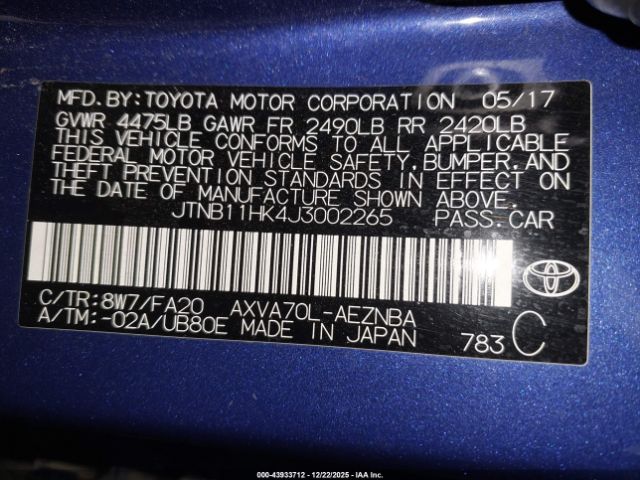 MFD.BY:TOYOTA MOTOR CORPORATION 05/17
GVWR 4475LB GAWR FR 2490LB RR 2420LB
THIS VEHICLE CONFORMS TO ALL APPLICABLE
FEDERAL MOTOR VEHICLE SAFETY, BUMPER, AND
THEFT PREVENTION STANDARDS IN EFFECT ON
THE DATE OF MANUFACTURE SHOWN ABOVE.
JTNB11HK4J3002265 PASS.CAR
C/TR:8W7/FA20 AXVA70L-AEZNBA
A/TM:-02A/UB80E MADE IN JAPAN 783 C
TOYOTA
000-43933712 - 12/22/2025 - IAA Inc.